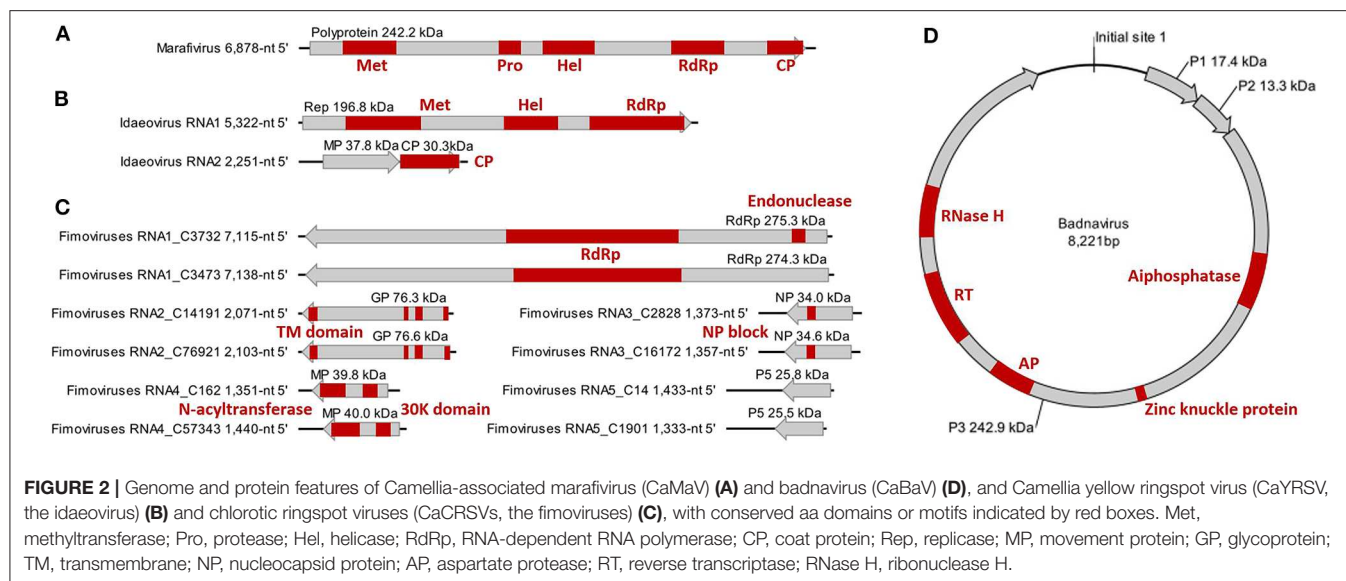 A
Polyprotein 242.2 kDa
Marafivirus 6,878-nt 5'
Met Pro Hel RdRp CP
B
Rep 196.8 kDa Met Hel RdRp
Idaeovirus RNA1 5,322-nt 5'
MP 37.8 kDa CP 30.3kDa
Idaeovirus RNA2 2,251-nt 5' CP
C
Endonuclease
RdRp 275.3 kDa
Fimoviruses RNA1_C3732 7,115-nt 5'
RdRp
RdRp 274.3 kDa
Fimoviruses RNA1_C3473 7,138-nt 5'
GP 76.3 kDa
Fimoviruses RNA2_C14191 2,071-nt 5'
TM domain
GP 76.6 kDa
Fimoviruses RNA2_C76921 2,103-nt 5'
MP 39.8 kDa
Fimoviruses RNA4_C162 1,351-nt 5'
N-acyltransferase 30K domain
MP 40.0 kDa
Fimoviruses RNA4_C57343 1,440-nt 5'
NP 34.0 kDa
Fimoviruses RNA3_C2828 1,373-nt 5'
NP block
NP 34.6 kDa
Fimoviruses RNA3_C16172 1,357-nt 5'
P5 25.8 kDa
Fimoviruses RNA5_C14 1,433-nt 5'
P5 25.5 kDa
Fimoviruses RNA5_C1901 1,333-nt 5'
D
Initial site 1
P1 17.4 kDa
P2 13.3 kDa
RNase H
Badnavirus
8,221bp
Aiphosphatase
RT
AP
Zinc knuckle protein
P3 242.9 kDa
FIGURE 2 | Genome and protein features of Camellia-associated marafivirus (CaMaV) (A) and badnavirus (CaBaV) (D), and Camellia yellow ringspot virus (CaYRSV,
the idaeovirus) (B) and chlorotic ringspot viruses (CaCRSVs, the fimoviruses) (C), with conserved aa domains or motifs indicated by red boxes. Met,
methyltransferase; Pro, protease; Hel, helicase; RdRp, RNA-dependent RNA polymerase; CP, coat protein; Rep, replicase; MP, movement protein; GP, glycoprotein;
TM, transmembrane; NP, nucleocapsid protein; AP, aspartate protease; RT, reverse transcriptase; RNase H, ribonuclease H.